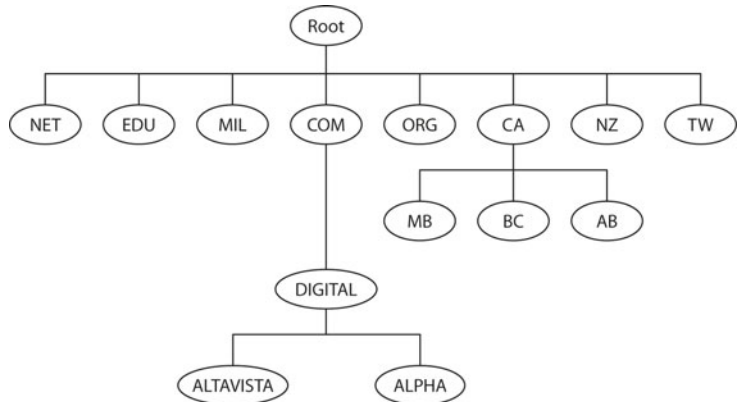 Root
NET EDU MIL COM ORG CA NZ TW
MB BC AB
DIGITAL
ALTAVISTA ALPHA